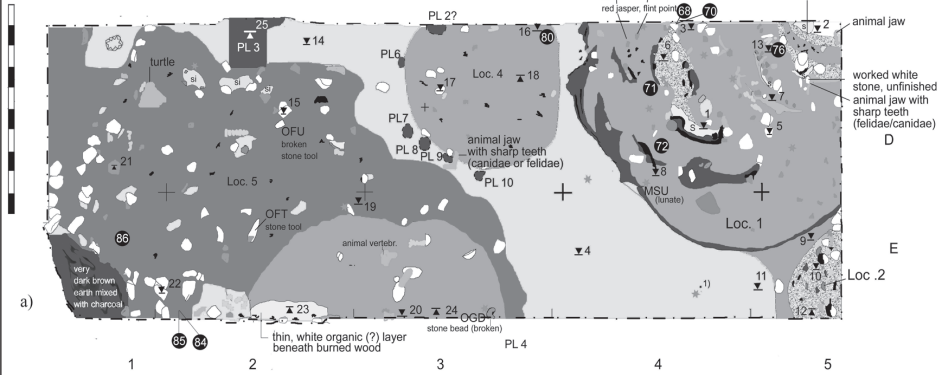 PL 2?
red jasper, flint point
68
70
25
PL 3
14
16
80
3
2
s
animal jaw
turtle
PL6
Loc. 4
6
13
76
si
si
si
17
18
71
7
worked white
stone, unfinished
animal jaw with
sharp teeth
(felidae/canidae)
15
OFU
broken
stone tool
PL7
PL 8
PL 9
animal jaw
with sharp teeth
(canidae or felidae)
s
1
5
D
72
21
Loc. 5
PL 10
8
MSU
(lunate)
19
OFT
stone tool
Loc. 1
86
animal vertebr.
4
9
E
very
dark brown
earth mixed
with charcoal
22
11
10
Loc .2
1)
a)
23
20
24
OGD
stone bead (broken)
12
85
84
thin, white organic (?) layer
beneath burned wood
PL 4
1
2
3
4
5